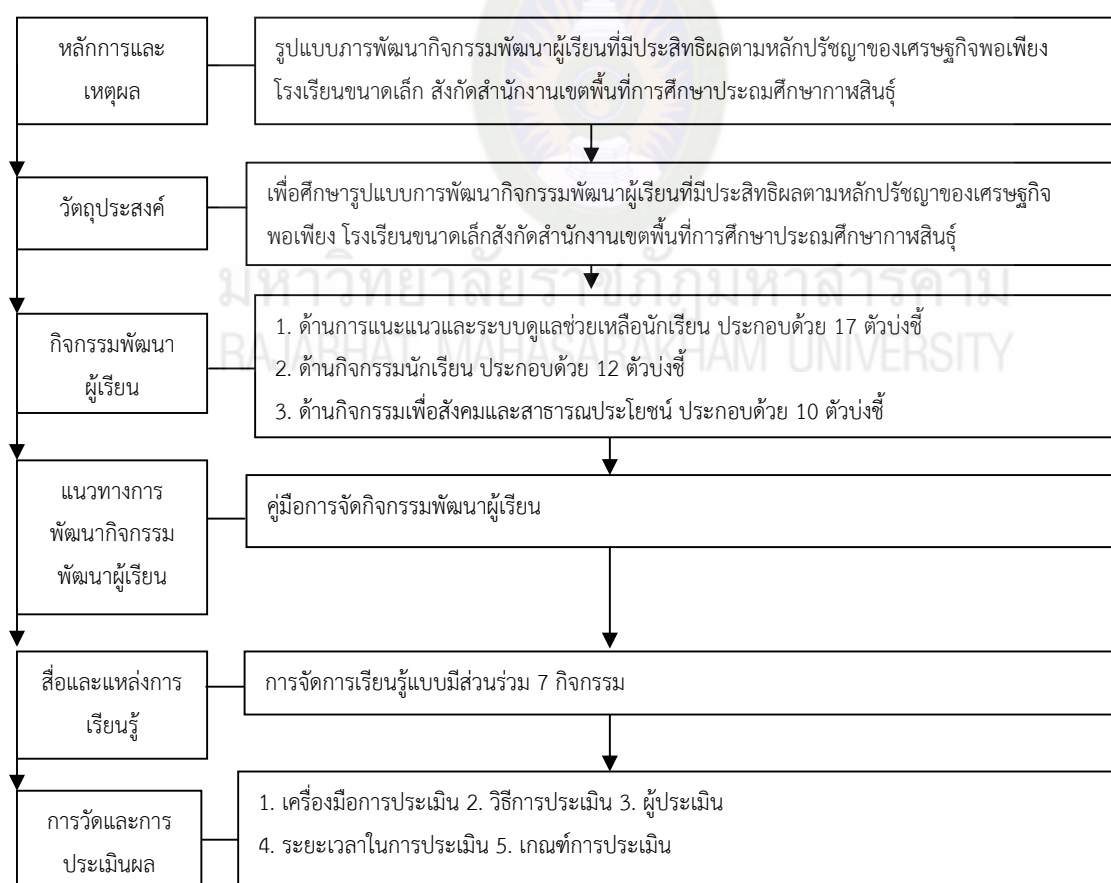 หลักการและ
เหตุผล
รูปแบบภารพัฒนากิจกรรมพัฒนาผู้เรียนที่มีประสิทธิผลตามหลักปรัชญาของเศรษฐกิจพอเพียง
โรงเรียนขนาดเล็ก สังกัดสำนักงานเขตพื้นที่การศึกษาประถมศึกษากาฬสินธุ์
วัตถุประสงค์
เพื่อศึกษารูปแบบการพัฒนากิจกรรมพัฒนาผู้เรียนที่มีประสิทธิผลตามหลักปรัชญาของเศรษฐกิจ
พอเพียง โรงเรียนขนาดเล็กสังกัดสำนักงานเขตพื้นที่การศึกษาประถมศึกษากาฬสินธุ์
มหาวิทยาลัยราชภัฏมหาสารคาม
RAJABHAT MAHASARAKHAM UNIVERSITY
กิจกรรมพัฒนา
ผู้เรียน
1. ด้านการแนะแนวและระบบดูแลช่วยเหลือนักเรียน ประกอบด้วย 17 ตัวบ่งชี้
2. ด้านกิจกรรมนักเรียน ประกอบด้วย 12 ตัวบ่งชี้
3. ด้านกิจกรรมเพื่อสังคมและสาธารณประโยชน์ ประกอบด้วย 10 ตัวบ่งชี้
แนวทางการ
พัฒนากิจกรรม
พัฒนาผู้เรียน
คู่มือการจัดกิจกรรมพัฒนาผู้เรียน
สื่อและแหล่งการ
เรียนรู้
การจัดการเรียนรู้แบบมีส่วนร่วม 7 กิจกรรม
การวัดและการ
ประเมินผล
1. เครื่องมือการประเมิน 2. วิธีการประเมิน 3. ผู้ประเมิน
4. ระยะเวลาในการประเมิน 5. เกณฑ์การประเมิน